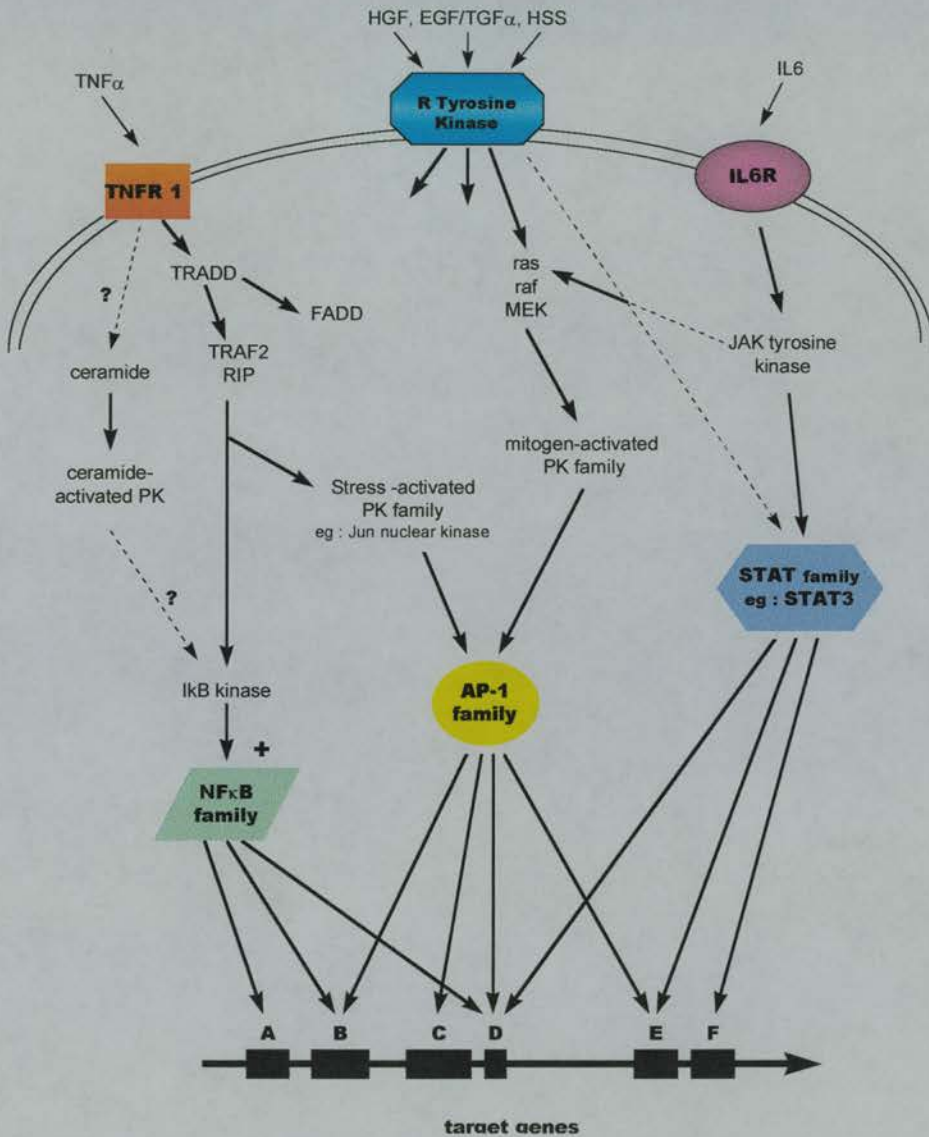 HGF, EGF/TGFα, HSS
TNFα
IL6
R Tyrosine
Kinase
TNFR 1
IL6R
TRADD
FADD
?
ras
raf
MEK
TRAF2
RIP
ceramide
JAK tyrosine
kinase
ceramide-
activated PK
mitogen-activated
PK family
Stress -activated
PK family
eg : Jun nuclear kinase
?
STAT family
eg : STAT3
IkB kinase
AP-1
family
+
NFκB
family
A B C D E F
target genes